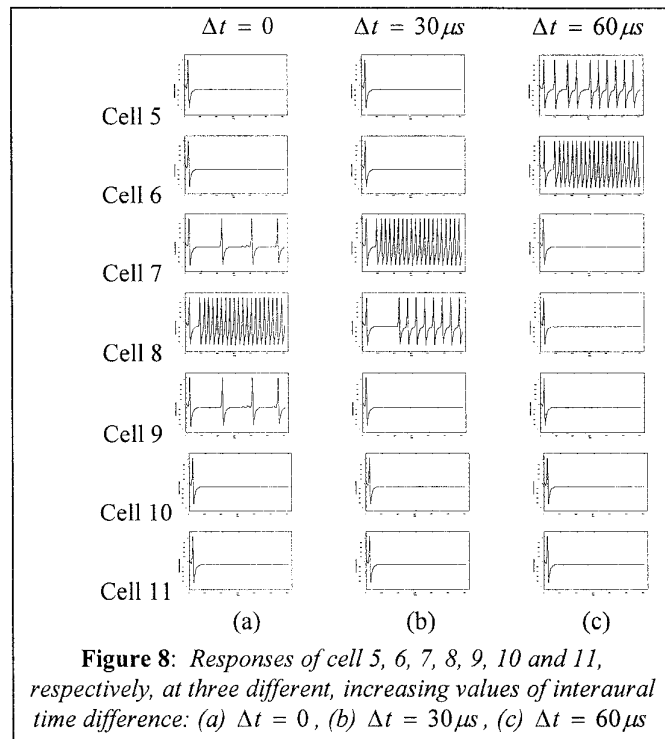 Δt = 0 Δt = 30μs Δt = 60μs
Cell 5
Cell 6
Cell 7
Cell 8
Cell 9
Cell 10
Cell 11
(a) (b) (c)
Figure 8: Responses of cell 5, 6, 7, 8, 9, 10 and 11,
respectively, at three different, increasing values of interaural
time difference: (a) Δt = 0, (b) Δt = 30μs, (c) Δt = 60μs